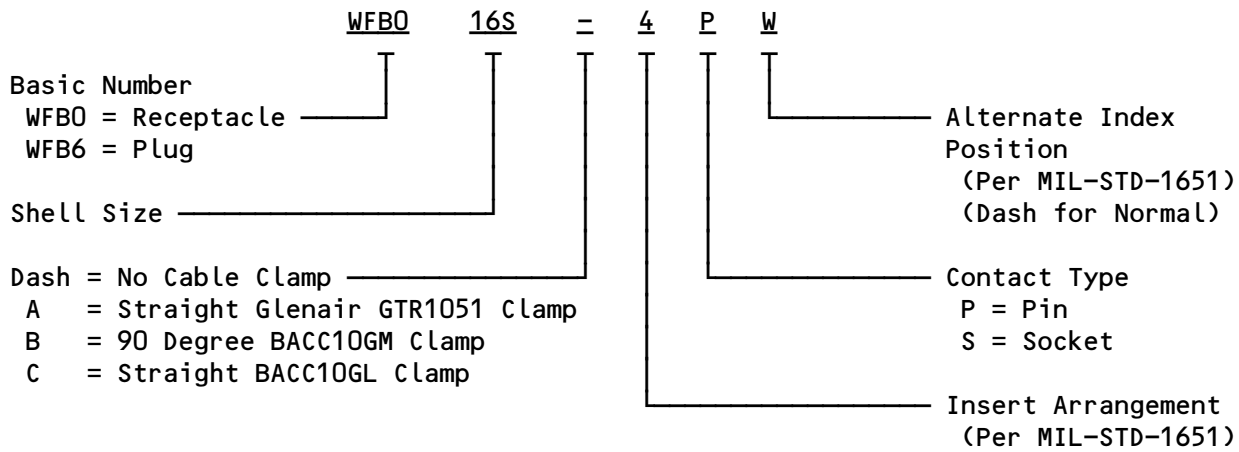 WFB0 16S - 4 P W
Basic Number
WFB0 = Receptacle
WFB6 = Plug
Shell Size
Dash = No Cable Clamp
A = Straight Glenair GTR1051 Clamp
B = 90 Degree BACC10GM Clamp
C = Straight BACC10GL Clamp
Alternate Index
Position
(Per MIL-STD-1651)
(Dash for Normal)
Contact Type
P = Pin
S = Socket
Insert Arrangement
(Per MIL-STD-1651)